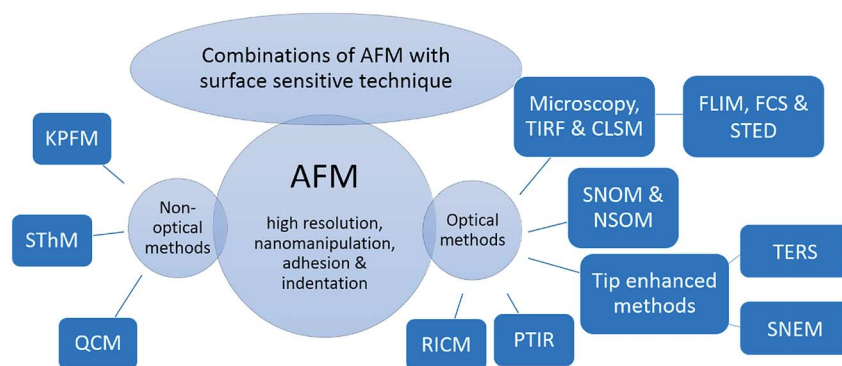 Combinations of AFM with
surface sensitive technique
KPFM
SThM
QCM
Non-
optical
methods
AFM
high resolution,
nanomanipulation,
adhesion &
indentation
Optical
methods
Microscopy,
TIRF & CLSM
FLIM, FCS &
STED
SNOM &
NSOM
Tip enhanced
methods
TERS
SNEM
RICM
PTIR